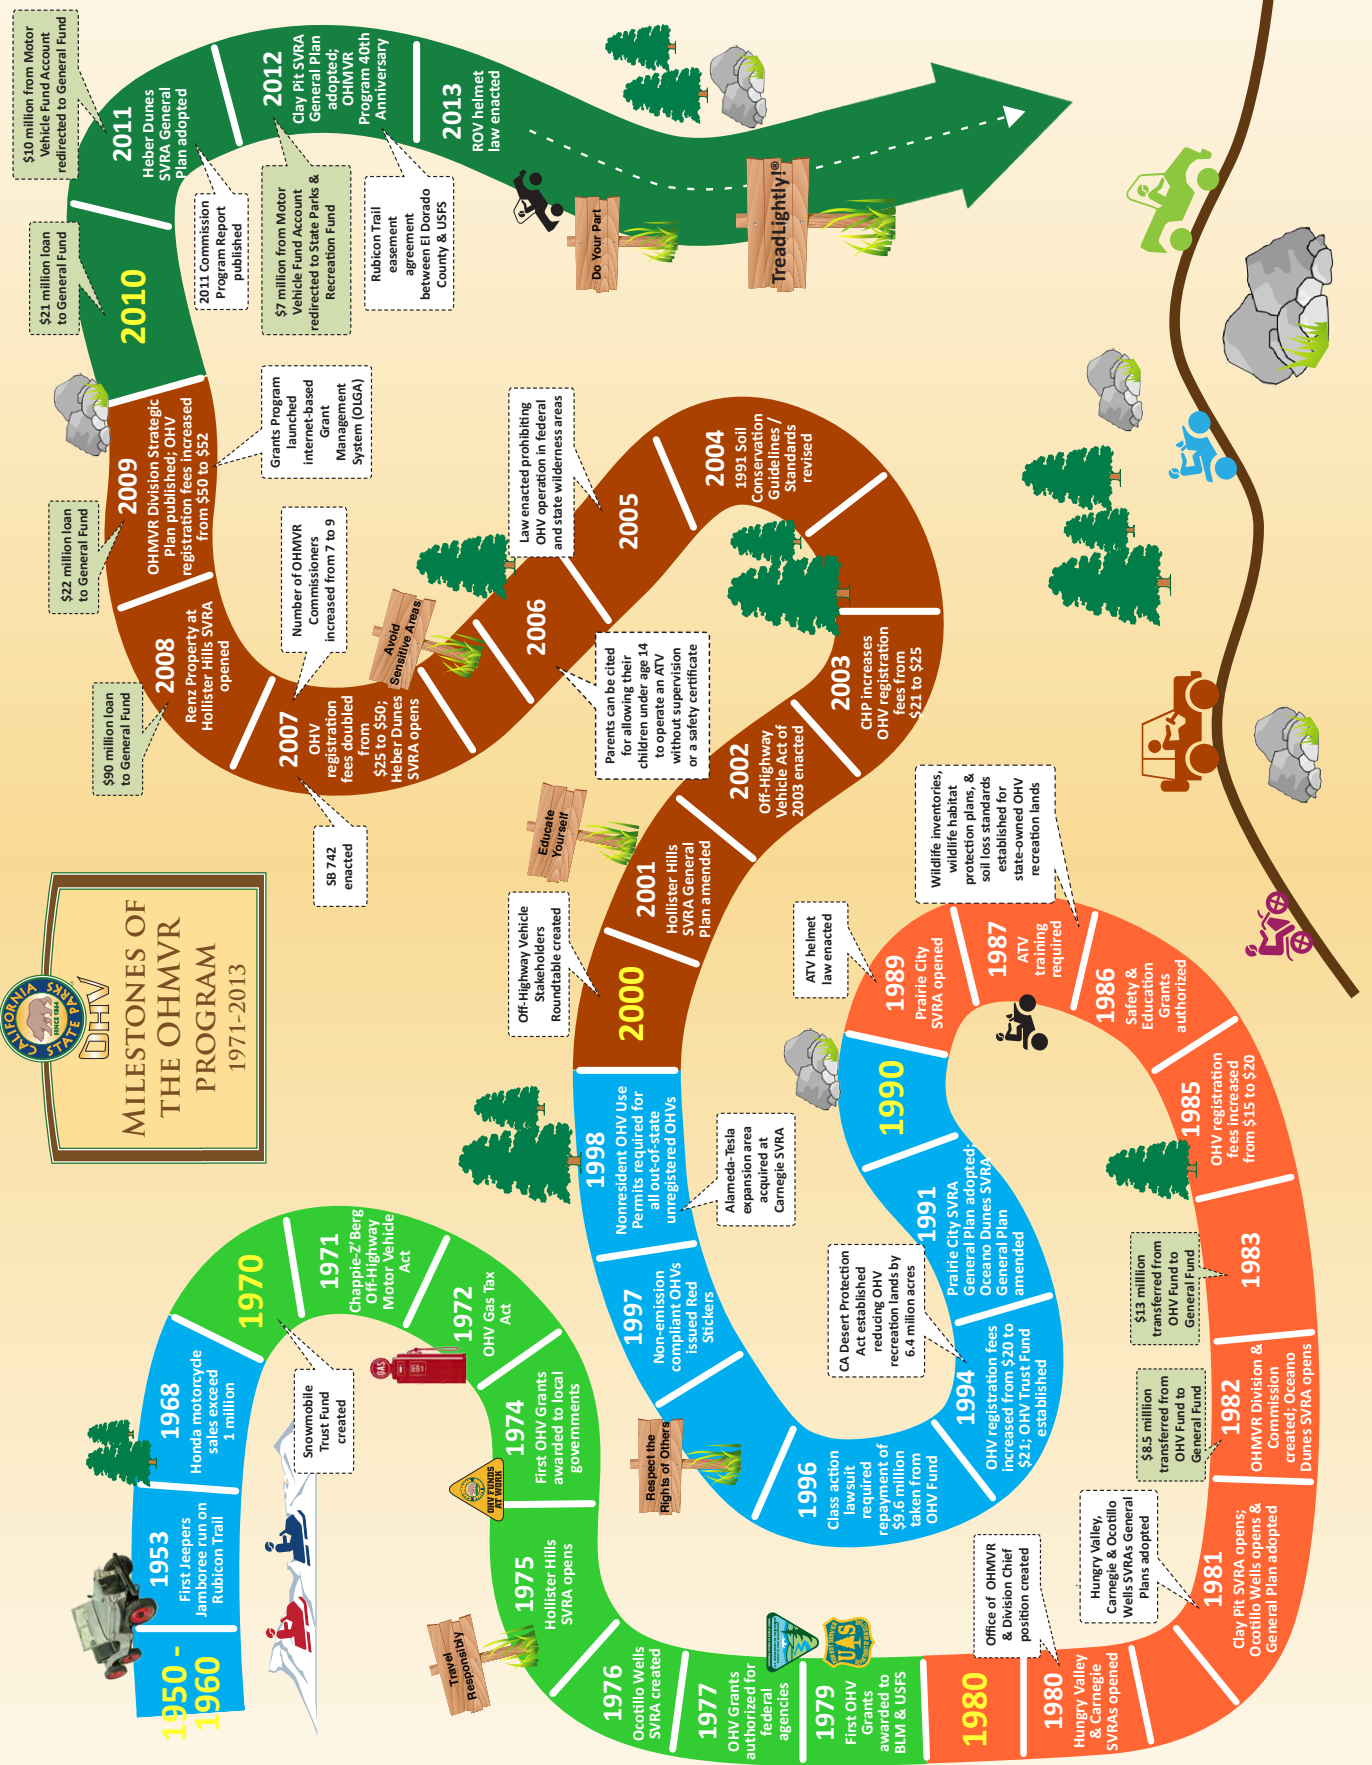 CALIFORNIA
STATE PARKS
SINCE 1864
OHV
MILESTONES OF
THE OHMVR
PROGRAM
1971-2013
1950 -
1960
1953
First Jeepers
Jamboree run on
Rubicon Trail
1968
Honda motorcycle
sales exceed
1 million
1970
Snowmobile
Trust Fund
created
1971
Chappie-Z'Berg
Off-Highway
Motor Vehicle
Act
1972
OHV Gas Tax
Act
GAS
1974
First OHV Grants
awarded to local
governments
OHV FUNDS
AT WORK
1975
Hollister Hills
SVRA opens
Travel
Responsibly
1976
Ocotillo Wells
SVRA created
1977
OHV Grants
authorized for
federal
agencies
1979
First OHV
Grants
awarded to
BLM & USFS
UAS
1980
1980
Hungry Valley
& Carnegie
SVRAs opened
Office of OHMVR
& Division Chief
position created
1981
Clay Pit SVRA opens;
Ocotillo Wells opens &
General Plan adopted
Hungry Valley,
Carnegie & Ocotillo
Wells SVRAs General
Plans adopted
1982
OHMVR Division &
Commission
created; Oceano
Dunes SVRA opens
$8.5 milllion
transferred from
OHV Fund to
General Fund
1983
$13 milllion
transferred from
OHV Fund to
General Fund
1985
OHV registration
fees increased
from $15 to $20
1986
Safety &
Education
Grants
authorized
1987
ATV
training
required
Wildlife inventories,
wildlife habitat
protection plans, &
soil loss standards
established for
state-owned OHV
recreation lands
1989
Prairie City
SVRA opened
ATV helmet
law enacted
1990
1991
Prairie City SVRA
General Plan adopted;
Oceano Dunes SVRA
General Plan
amended
1994
OHV registration fees
increased from $20 to
$21; OHV Trust Fund
established
CA Desert Protection
Act established
reducing OHV
recreation lands by
6.4 milion acres
1996
Class action
lawsuit
required
repayment of
$9.6 million
taken from
OHV Fund
Respect the
Rights of Others
1997
Non-emission
compliant OHVs
issued Red
Stickers
1998
Nonresident OHV Use
Permits required for
all out-of-state
unregistered OHVs
Alameda-Tesla
expansion area
acquired at
Carnegie SVRA
2000
Off-Highway Vehicle
Stakeholders
Roundtable created
2001
Hollister Hills
SVRA General
Plan amended
Educate
Yourself
2002
Off-Highway
Vehicle Act of
2003 enacted
2003
CHP increases
OHV registration
fees from
$21 to $25
2004
1991 Soil
Conservation
Guidelines /
Standards
revised
2005
Law enacted prohibiting
OHV operation in federal
and state wilderness areas
2006
Parents can be cited
for allowing their
children under age 14
to operate an ATV
without supervision
or a safety certificate
Avoid
Sensitive Areas
2007
OHV
registration
fees doubled
from
$25 to $50;
Heber Dunes
SVRA opens
Number of OHMVR
Commissioners
increased from 7 to 9
SB 742
enacted
2008
Renz Property at
Hollister Hills SVRA
opened
$90 million loan
to General Fund
2009
OHMVR Division Strategic
Plan published; OHV
registration fees increased
from $50 to $52
$22 million loan
to General Fund
Grants Program
launched
internet-based
Grant
Management
System (OLGA)
2010
$21 million loan
to General Fund
2011
Heber Dunes
SVRA General
Plan adopted
$10 million from Motor
Vehicle Fund Account
redirected to General Fund
2011 Commission
Program Report
published
2012
Clay Pit SVRA
General Plan
adopted;
OHMVR
Program 40th
Anniversary
$7 million from Motor
Vehicle Fund Account
redirected to State Parks &
Recreation Fund
Rubicon Trail
easement
agreement
between El Dorado
County & USFS
2013
ROV helmet
law enacted
Do Your Part
TreadLightly!®